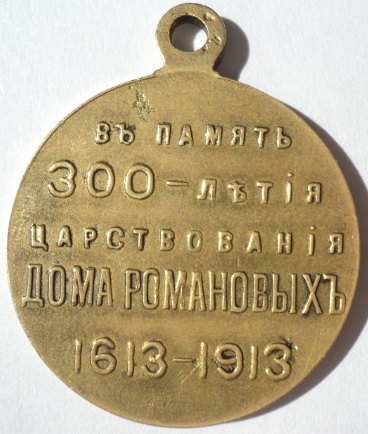 ВЪ ПАМЯТЬ
300-ЛѢТІЯ
ЦАРСТВОВАНІЯ
ДОМА РОМАНОВЫХЪ
1613-1913